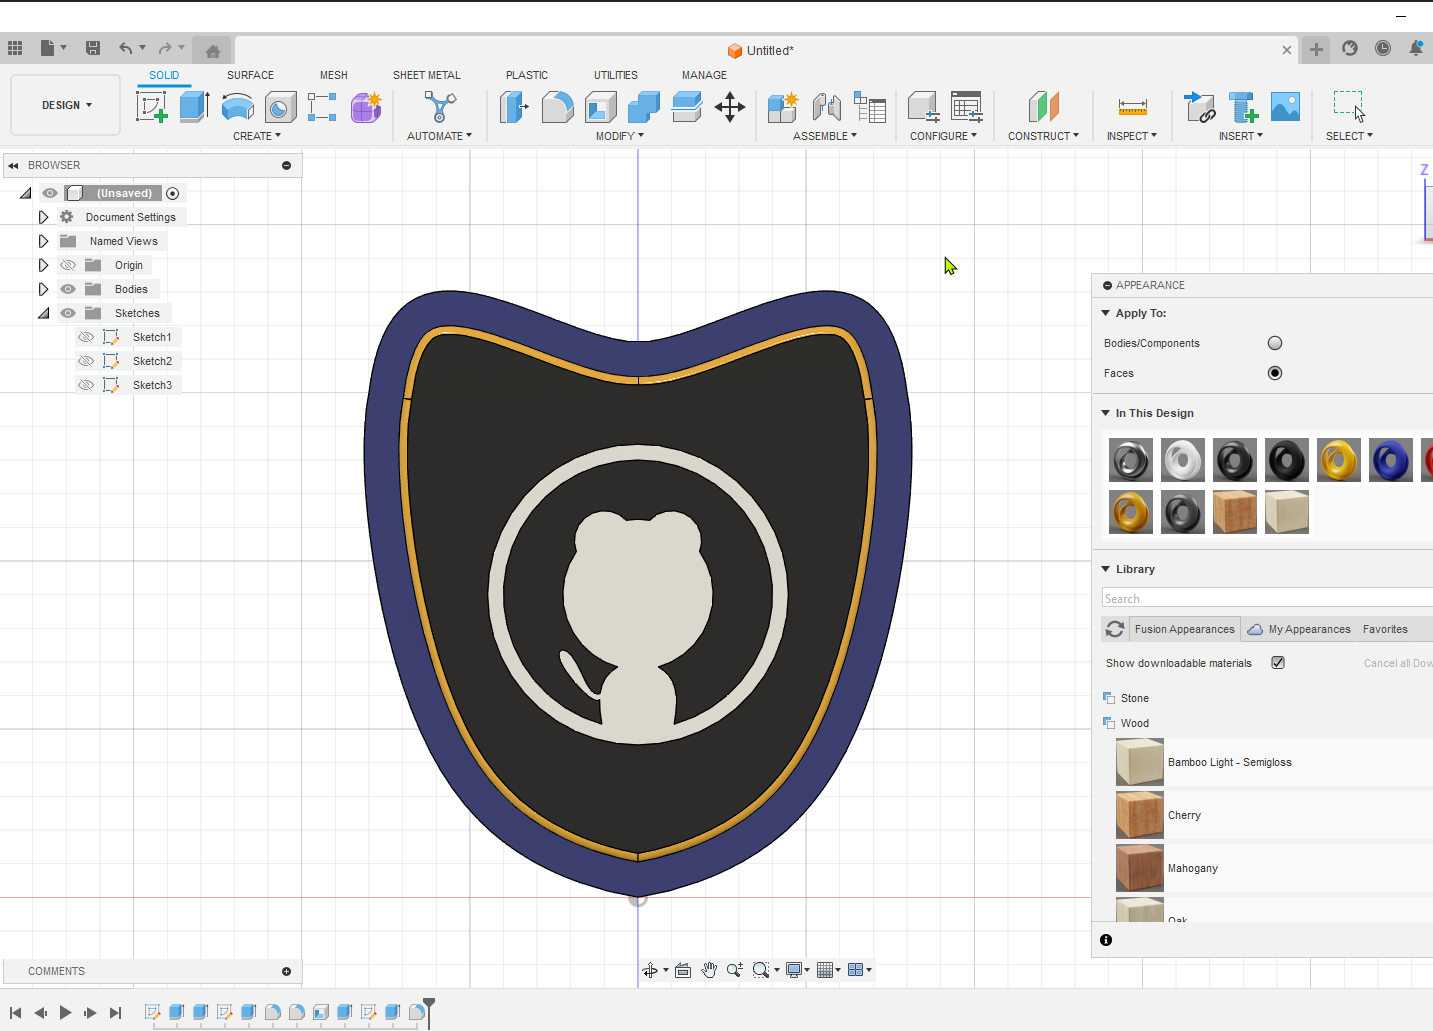 Untitled*
SOLID SURFACE MESH SHEET METAL PLASTIC UTILITIES MANAGE
DESIGN
CREATE AUTOMATE MODIFY ASSEMBLE CONFIGURE CONSTRUCT INSPECT INSERT SELECT
BROWSER
(Unsaved)
Document Settings
Named Views
Origin
Bodies
Sketches
Sketch1
Sketch2
Sketch3
Z
APPEARANCE
Apply To:
Bodies/Components
Faces
In This Design
Library
Search
Fusion Appearances My Appearances Favorites
Show downloadable materials Cancel all Dow
Stone
Wood
Bamboo Light - Semigloss
Cherry
Mahogany
Oak
COMMENTS